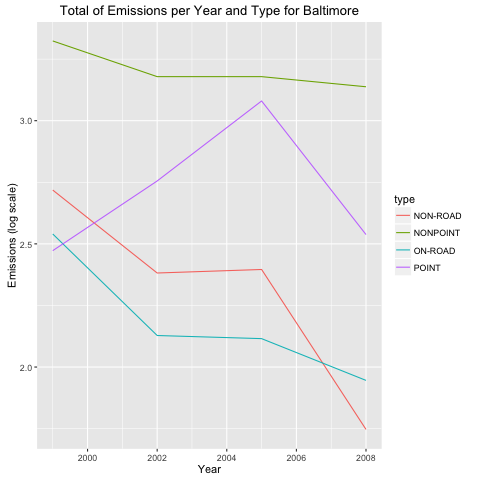 Total of Emissions per Year and Type for Baltimore
Emissions (log scale)
3.0
2.5
2.0
2000 2002 2004 2006 2008
Year
type
NON-ROAD
NONPOINT
ON-ROAD
POINT